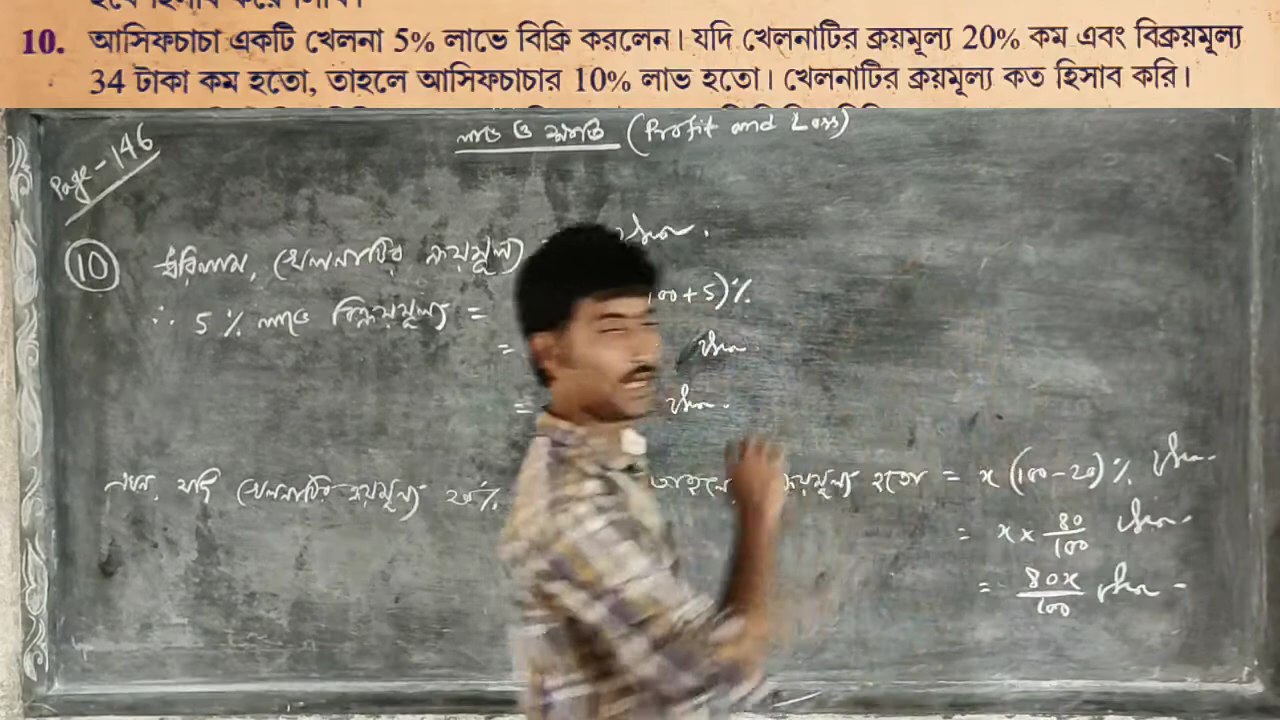 10. আসিফচাচা একটি খেলনা 5% লাভে বিক্রি করলেন। যদি খেলনাটির ক্রয়মূল্য 20% কম এবং বিক্রয়মূল্য
34 টাকা কম হতো, তাহলে আসিফচাচার 10% লাভ হতো। খেলনাটির ক্রয়মূল্য কত হিসাব করি।
Page-146
লাভ ও ক্ষতি (Profit and Loss)
10 ধরিলাম, খেলনাটির ক্রয়মূল্য টাকা.
∴ 5% লাভে বিক্রয়মূল্য = 100+5)%
= টাকা
= টাকা.
যদি খেলনাটির ক্রয়মূল্য 20% তাহলে ক্রয়মূল্য হতো = x (100-20)% টাকা.
= x × 80/100 টাকা.
= 80x/100 টাকা -